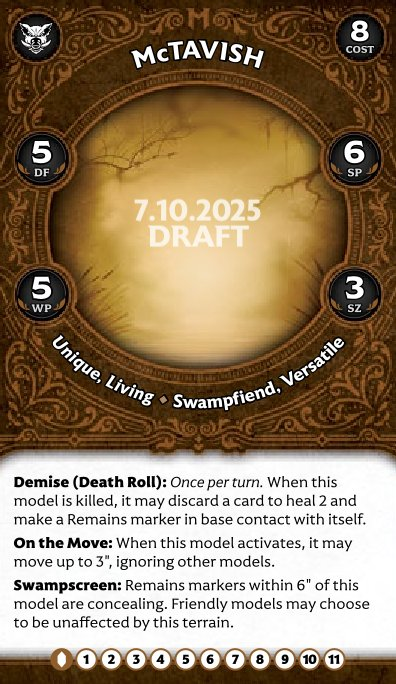 McTAVISH
8
COST
5
DF
6
SP
7.10.2025
DRAFT
5
WP
3
SZ
Unique, Living ◆ Swampfiend, Versatile
Demise (Death Roll): Once per turn. When this
model is killed, it may discard a card to heal 2 and
make a Remains marker in base contact with itself.
On the Move: When this model activates, it may
move up to 3", ignoring other models.
Swampscreen: Remains markers within 6" of this
model are concealing. Friendly models may choose
to be unaffected by this terrain.
1 2 3 4 5 6 7 8 9 10 11